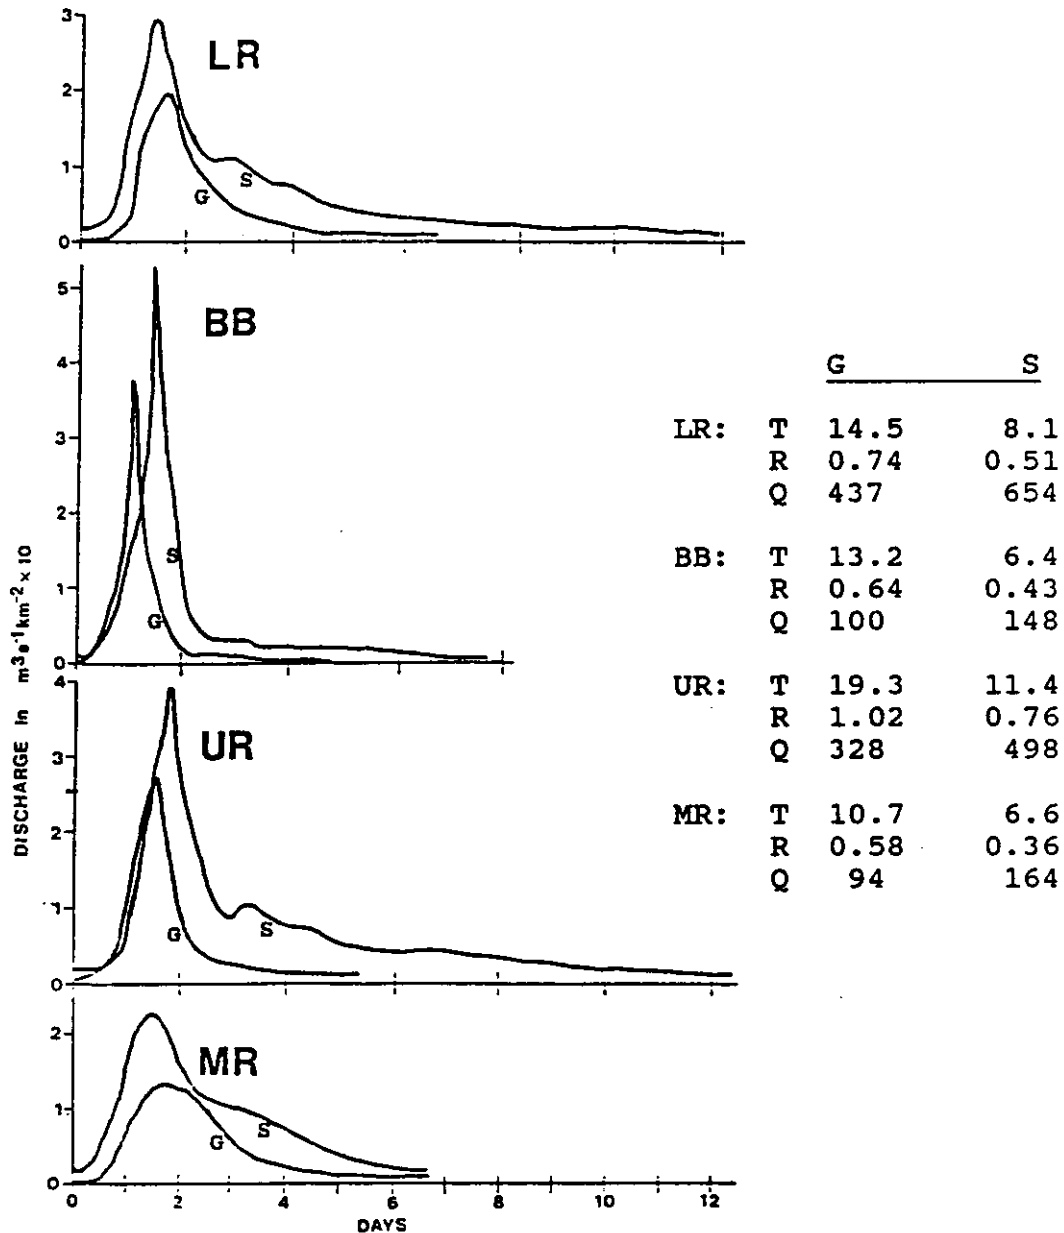 3
2
1
0
LR
S
G
5
4
3
2
1
0
BB
S
G
4
3
2
1
0
UR
G
S
2
1
0
MR
G
S
0 2 4 6 8 10 12
DAYS
DISCHARGE In m³s⁻¹km⁻² × 10
G S
LR: T 14.5 8.1
R 0.74 0.51
Q 437 654
BB: T 13.2 6.4
R 0.64 0.43
Q 100 148
UR: T 19.3 11.4
R 1.02 0.76
Q 328 498
MR: T 10.7 6.6
R 0.58 0.36
Q 94 164